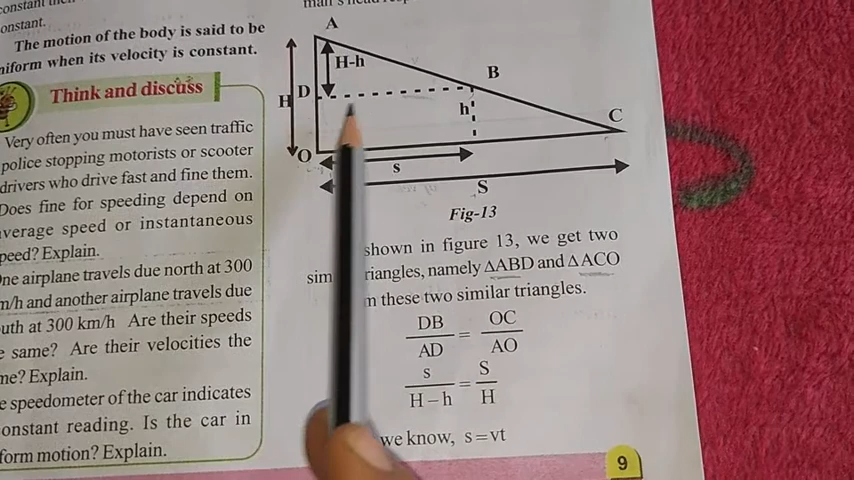 constant
onstant.
The motion of the body is said to be
niform when its velocity is constant.
Think and discuss
Very often you must have seen traffic
police stopping motorists or scooter
drivers who drive fast and fine them.
Does fine for speeding depend on
verage speed or instantaneous
peed? Explain.
ne airplane travels due north at 300
m/h and another airplane travels due
uth at 300 km/h Are their speeds
e same? Are their velocities the
me? Explain.
e speedometer of the car indicates
onstant reading. Is the car in
form motion? Explain.
man's head
A
H-h
B
D
H
h
C
O
s
S
Fig-13
shown in figure 13, we get two
sim riangles, namely ΔABD and ΔACO
m these two similar triangles.
DB/AD = OC/AO
s/H–h = S/H
we know, s=vt
9